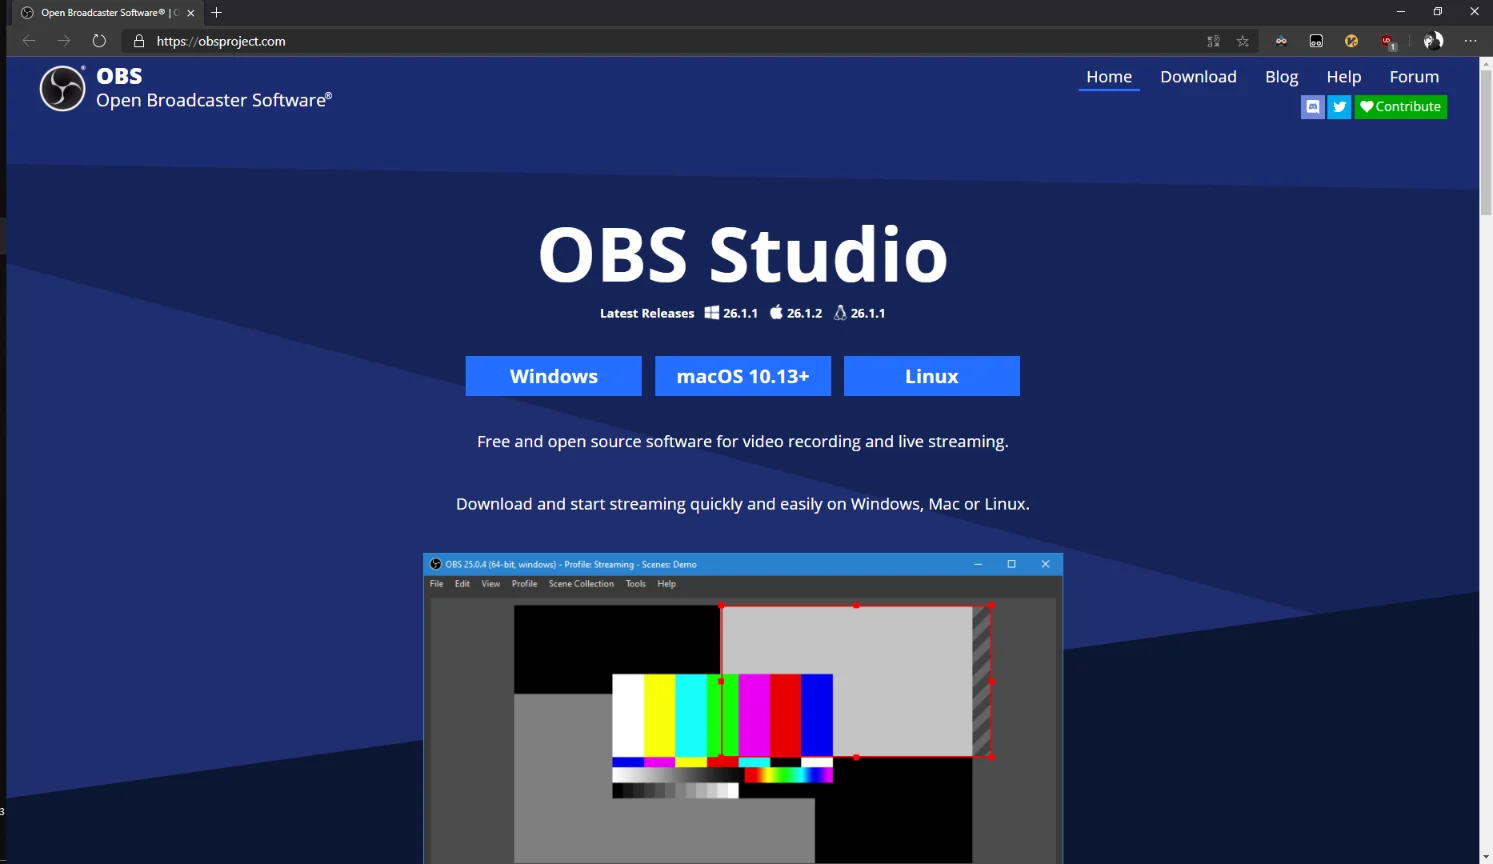 Open Broadcaster Software® |
https://obsproject.com
1
OBS
Open Broadcaster Software®
Home Download Blog Help Forum
Contribute
OBS Studio
Latest Releases 26.1.1 26.1.2 26.1.1
Windows macOS 10.13+ Linux
Free and open source software for video recording and live streaming.
Download and start streaming quickly and easily on Windows, Mac or Linux.
OBS 25.0.4 (64-bit, windows) - Profile: Streaming - Scenes: Demo
File Edit View Profile Scene Collection Tools Help
3